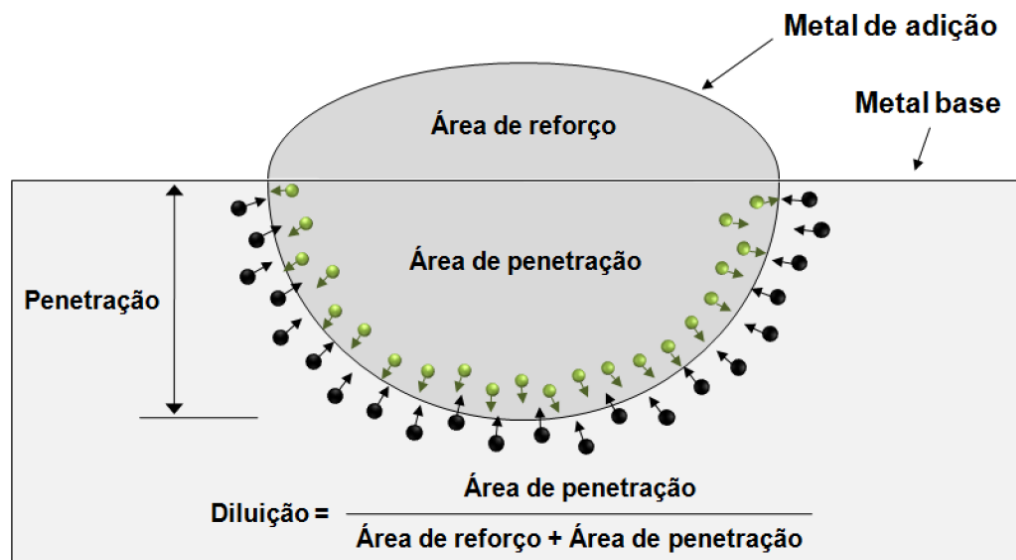 Metal de adição
Metal base
Área de reforço
Área de penetração
Penetração
Diluição =
Área de penetração
Área de reforço + Área de penetração